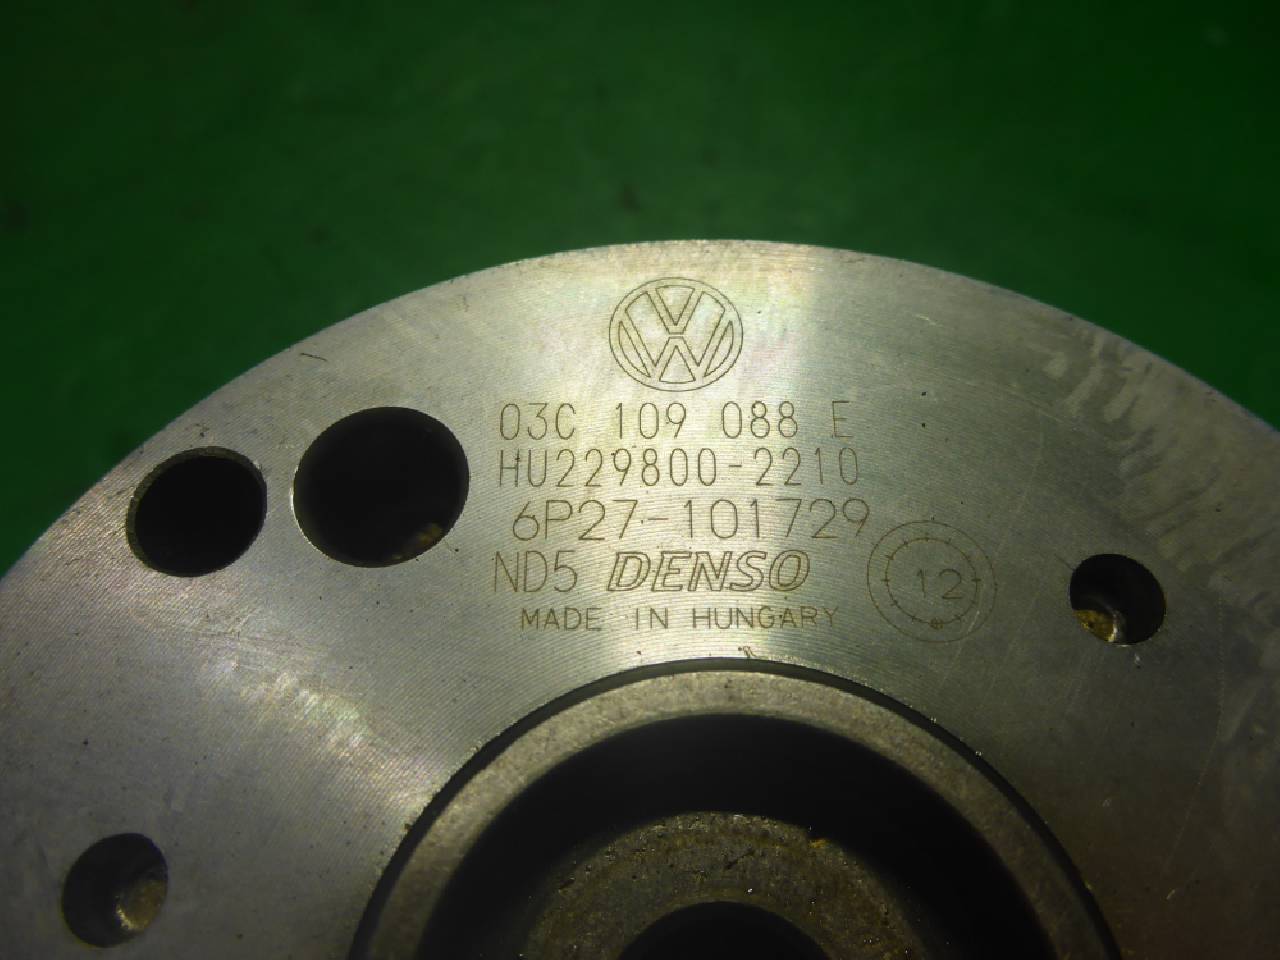 03C 109 088 E
HU229800-2210
6P27-101729
ND5 DENSO
12
MADE IN HUNGARY